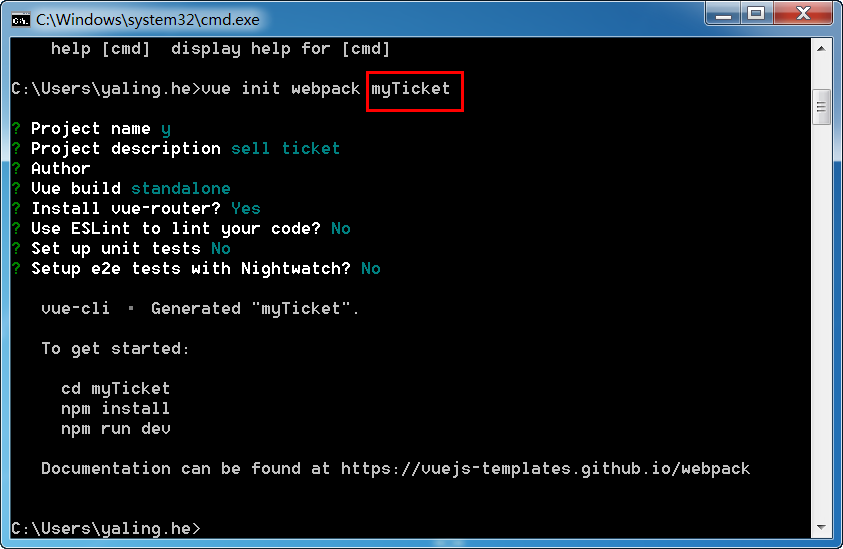 C:\Windows\system32\cmd.exe
help [cmd]  display help for [cmd]
C:\Users\yaling.he>vue init webpack myTicket
? Project name y
? Project description sell ticket
? Author
? Vue build standalone
? Install vue-router? Yes
? Use ESLint to lint your code? No
? Set up unit tests No
? Setup e2e tests with Nightwatch? No
vue-cli · Generated "myTicket".
To get started:
cd myTicket
npm install
npm run dev
Documentation can be found at https://vuejs-templates.github.io/webpack
C:\Users\yaling.he>